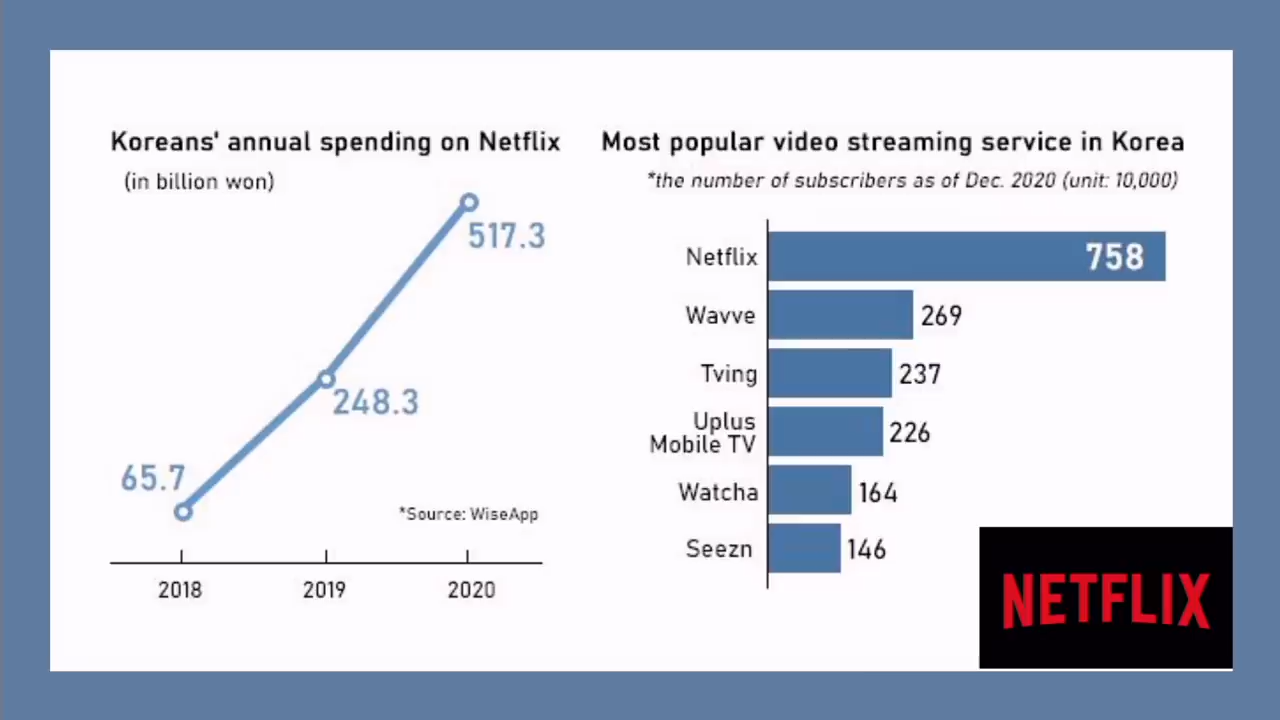 Koreans' annual spending on Netflix
(in billion won)
517.3
248.3
65.7
*Source: WiseApp
2018 2019 2020
Most popular video streaming service in Korea
*the number of subscribers as of Dec. 2020 (unit: 10,000)
Netflix 758
Wavve 269
Tving 237
Uplus
Mobile TV 226
Watcha 164
Seezn 146
NETFLIX